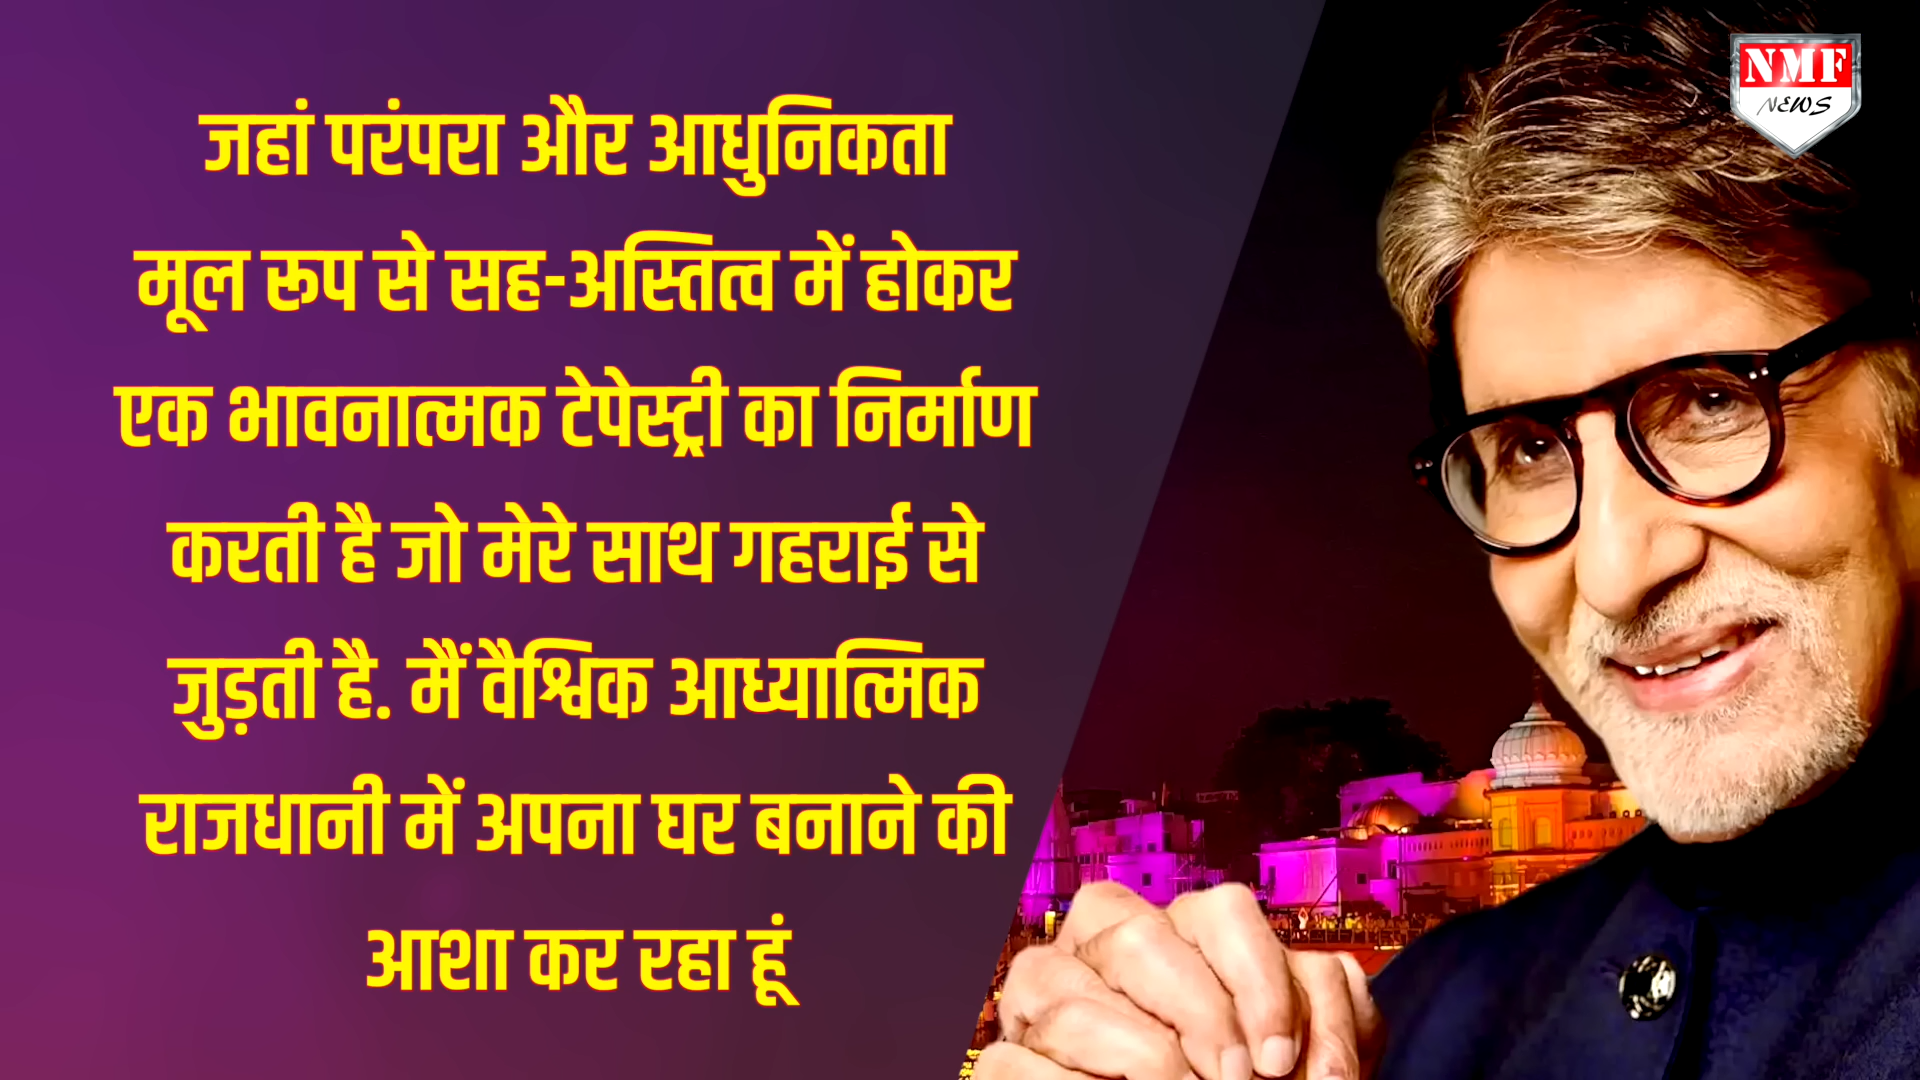 जहां परंपरा और आधुनिकता
मूल रूप से सह-अस्तित्व में होकर
एक भावनात्मक टेपेस्ट्री का निर्माण
करती है जो मेरे साथ गहराई से
जुड़ती है. मैं वैश्विक आध्यात्मिक
राजधानी में अपना घर बनाने की
आशा कर रहा हूं
NMF
NEWS